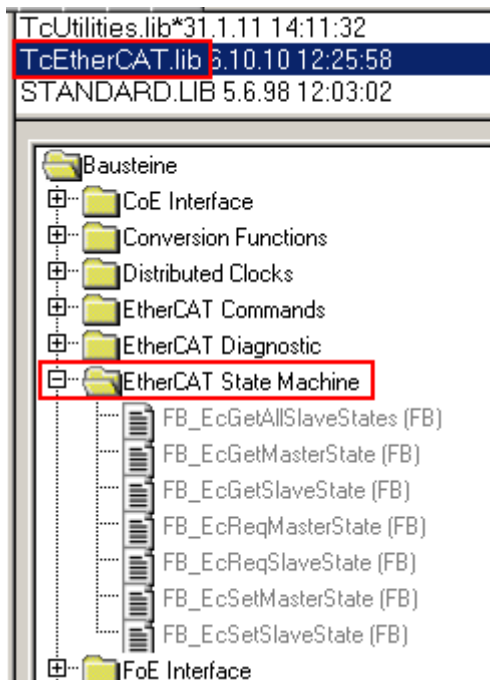 TcUtilities.lib*31.1.11 14:11:32
TcEtherCAT.lib 6.10.10 12:25:58
STANDARD.LIB 5.6.98 12:03:02
Bausteine
CoE Interface
Conversion Functions
Distributed Clocks
EtherCAT Commands
EtherCAT Diagnostic
EtherCAT State Machine
FB_EcGetAllSlaveStates (FB)
FB_EcGetMasterState (FB)
FB_EcGetSlaveState (FB)
FB_EcReqMasterState (FB)
FB_EcReqSlaveState (FB)
FB_EcSetMasterState (FB)
FB_EcSetSlaveState (FB)
FoE Interface